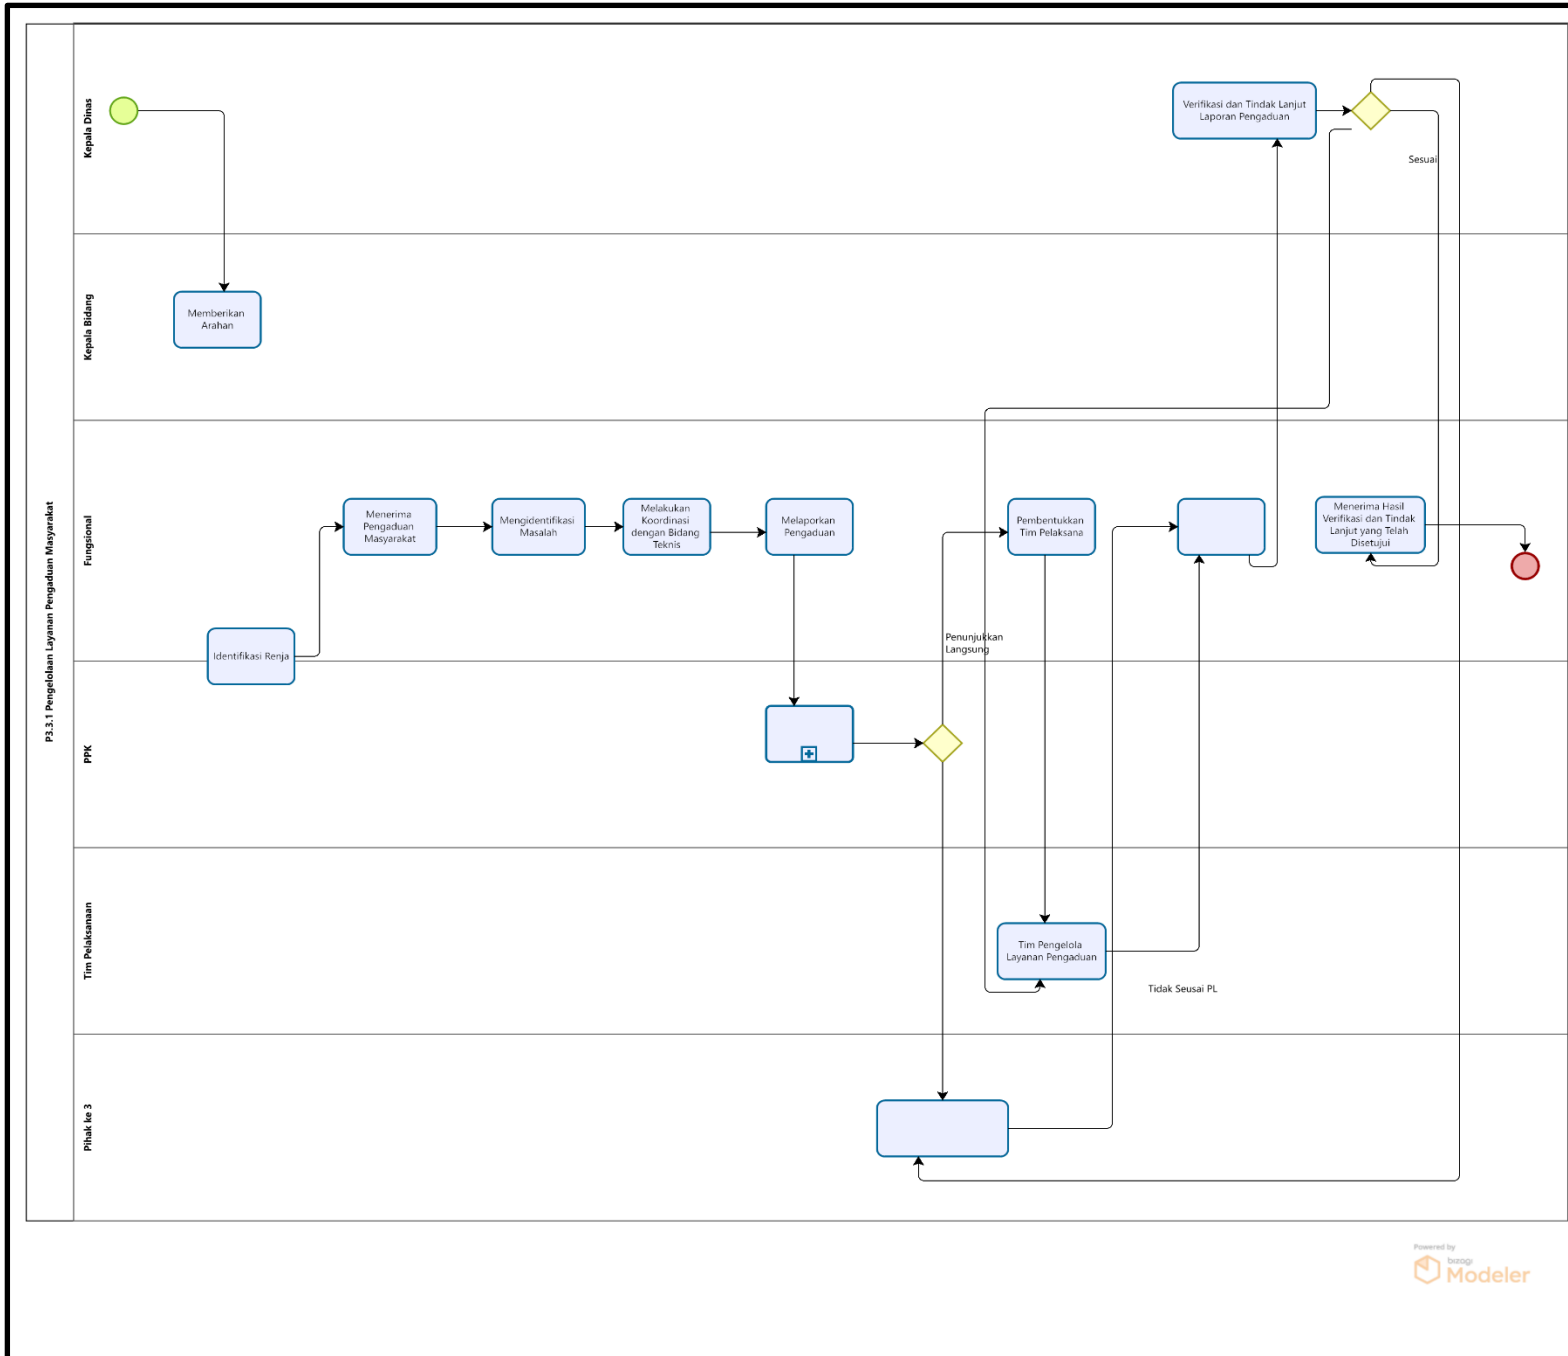 P3.3.1 Pengelolaan Layanan Pengaduan Masyarakat
Kepala Dinas
Verifikasi dan Tindak Lanjut
Laporan Pengaduan
Sesuai
Kepala Bidang
Memberikan
Arahan
Fungsional
Menerima
Pengaduan
Masyarakat
Mengidentifikasi
Masalah
Melakukan
Koordinasi
dengan Bidang
Teknis
Melaporkan
Pengaduan
Pembentukkan
Tim Pelaksana
Menerima Hasil
Verifikasi dan Tindak
Lanjut yang Telah
Disetujui
Identifikasi Renja
Penunjukkan
Langsung
PPK
Tim Pelaksanaan
Tim Pengelola
Layanan Pengaduan
Tidak Seusai PL
Pihak ke 3
Powered by
bizagi
Modeler